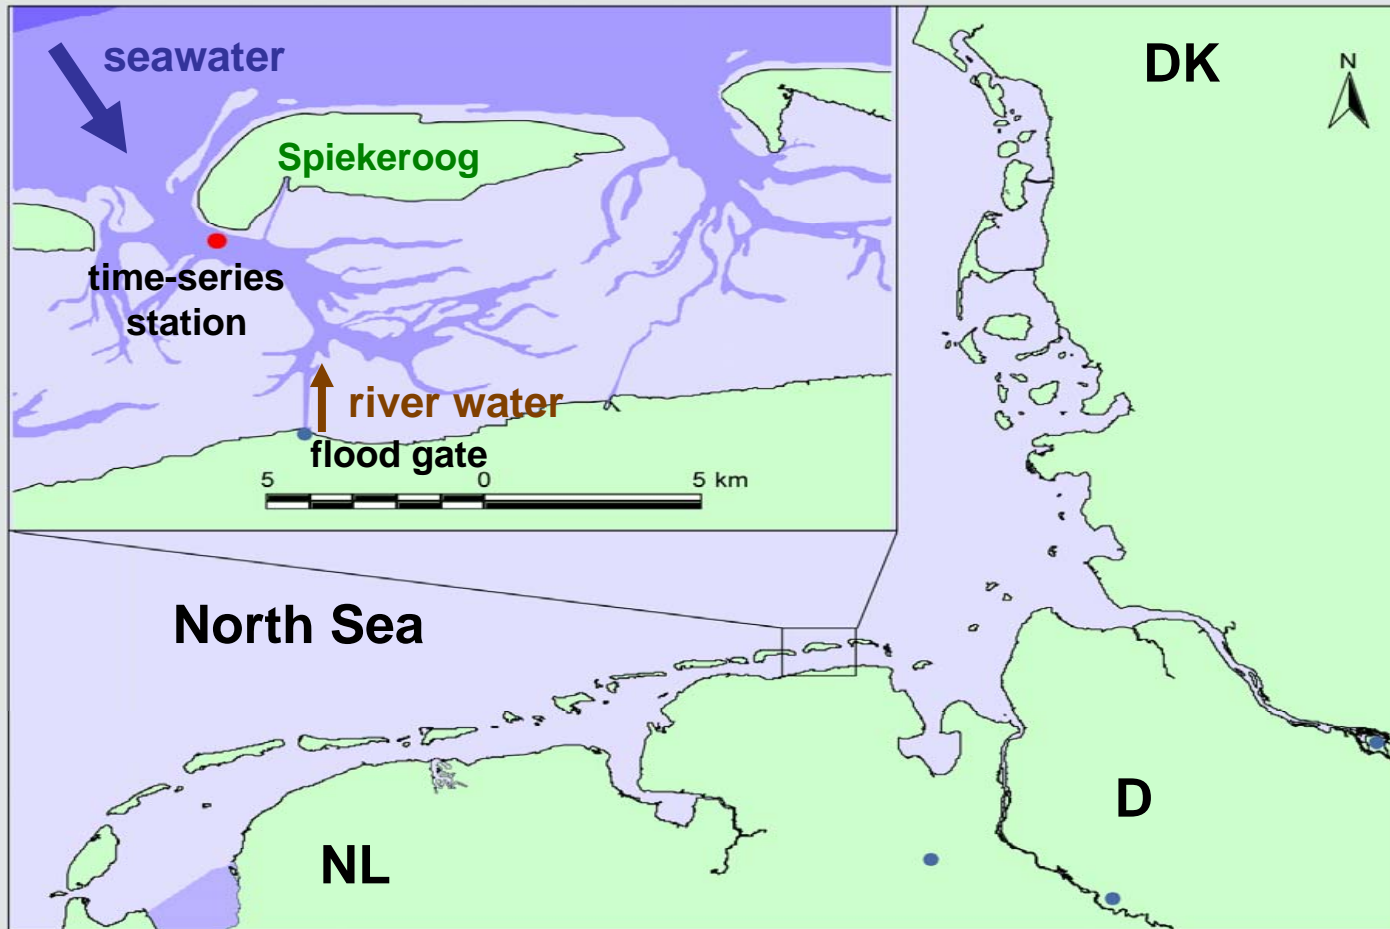 seawater
DK
N
Spiekeroog
time-series
station
river water
flood gate
5 0 5 km
North Sea
D
NL